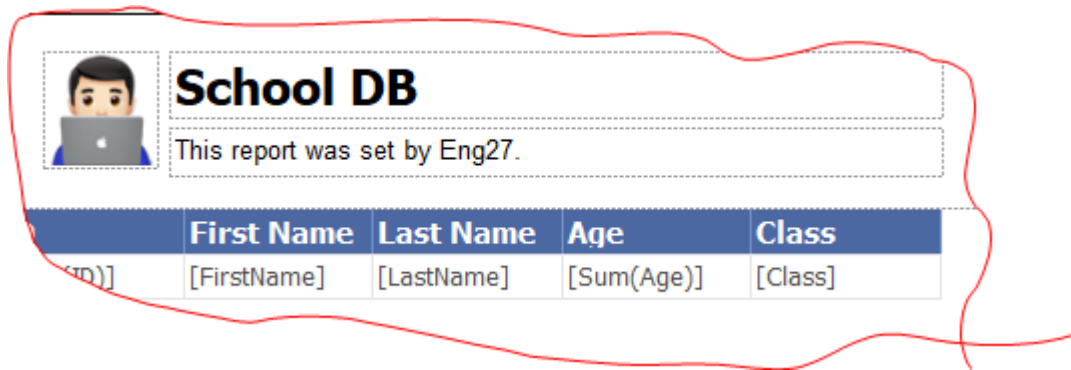 School DB
This report was set by Eng27.
First Name Last Name Age Class
(ID)] [FirstName] [LastName] [Sum(Age)] [Class]